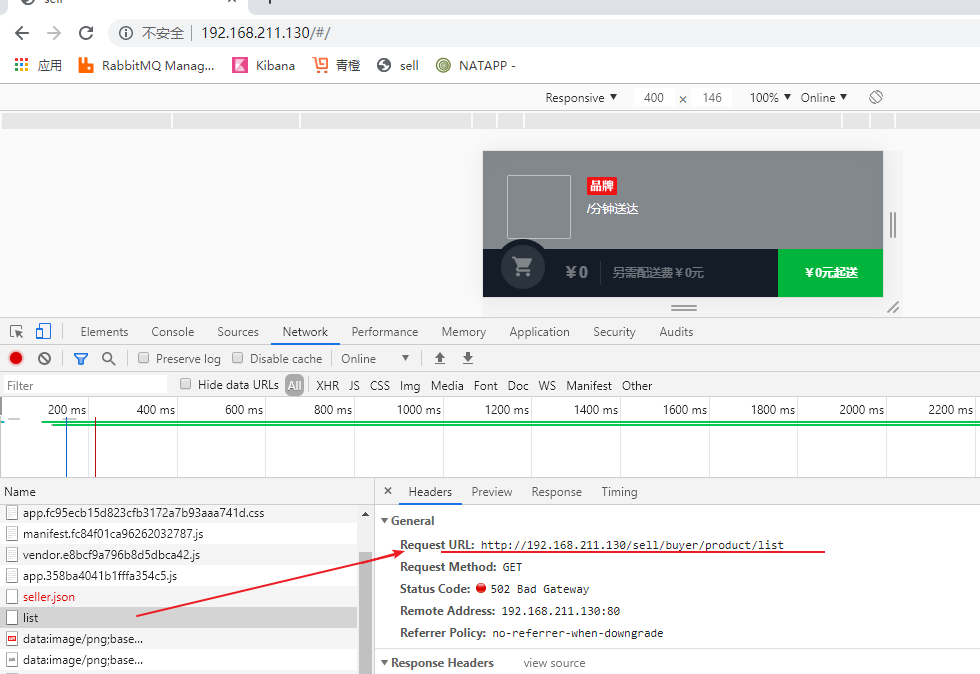 sell
不安全 192.168.211.130/#/
应用 RabbitMQ Manag... Kibana 青橙 sell NATAPP -
Responsive ▼ 400 × 146 100% ▼ Online ▼
品牌
/分钟送达
¥0 另需配送费¥0元 ¥0元起送
Elements Console Sources Network Performance Memory Application Security Audits
Preserve log Disable cache Online ▼
Filter Hide data URLs All XHR JS CSS Img Media Font Doc WS Manifest Other
200 ms 400 ms 600 ms 800 ms 1000 ms 1200 ms 1400 ms 1600 ms 1800 ms 2000 ms 2200 ms
Name × Headers Preview Response Timing
app.fc95ecb15d823cfb3172a7b93aaa741d.css
manifest.fc84f01ca96262032787.js
vendor.e8bcf9a796b8d5dbca42.js
app.358ba4041b1fffa354c5.js
seller.json
list
data:image/png;base...
data:image/png;base...
▼ General
Request URL: http://192.168.211.130/sell/buyer/product/list
Request Method: GET
Status Code: 502 Bad Gateway
Remote Address: 192.168.211.130:80
Referrer Policy: no-referrer-when-downgrade
▼ Response Headers view source